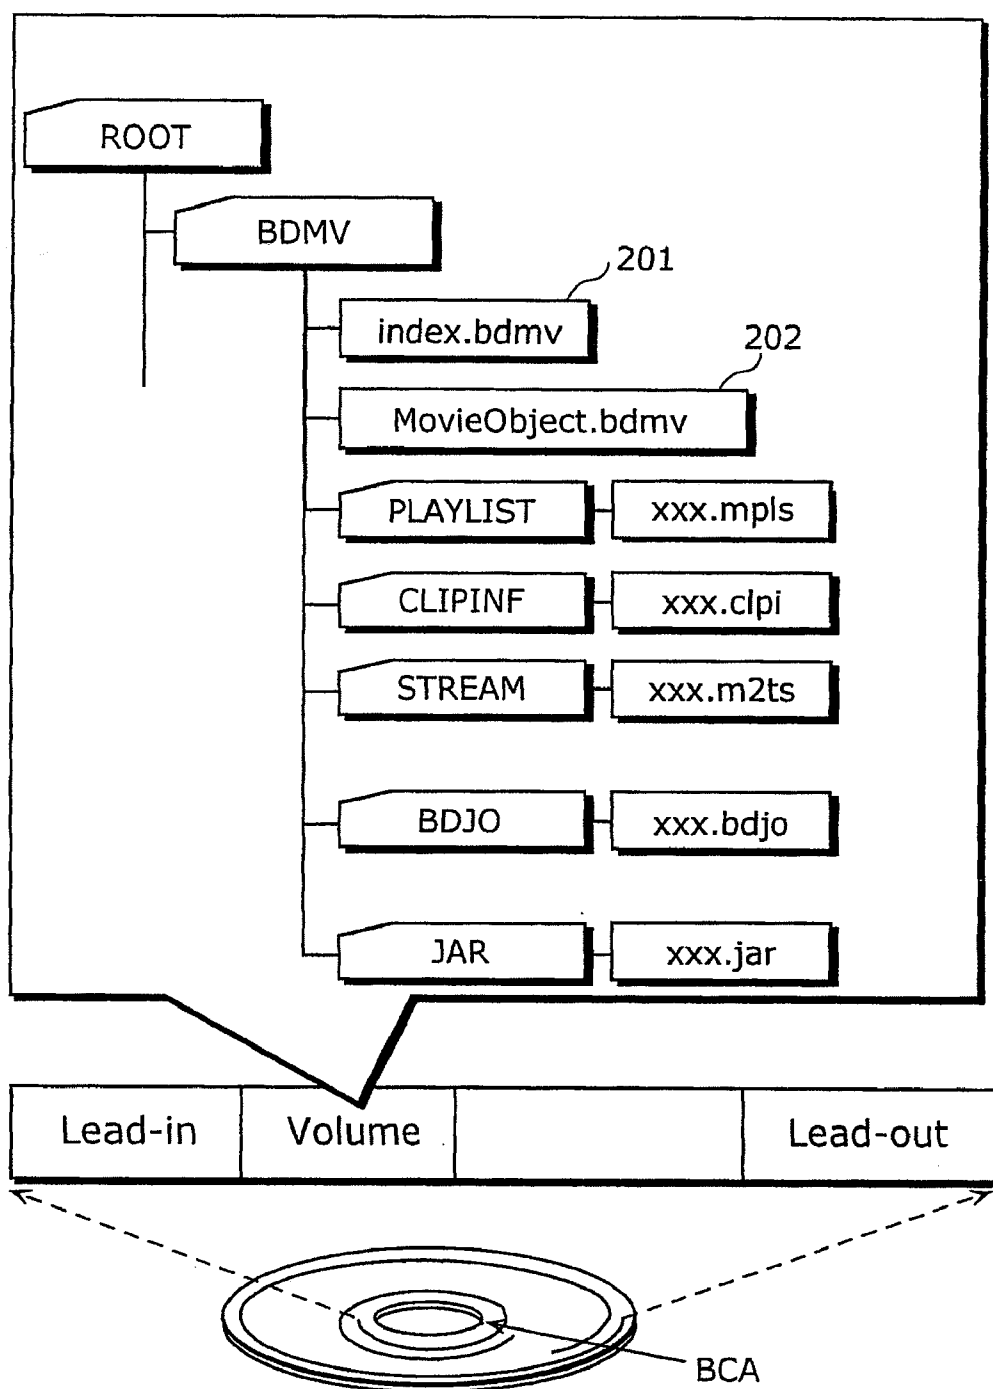 ROOT
BDMV
201
index.bdmv
202
MovieObject.bdmv
PLAYLIST xxx.mpls
CLIPINF xxx.clpi
STREAM xxx.m2ts
BDJO xxx.bdjo
JAR xxx.jar
Lead-in Volume Lead-out
BCA